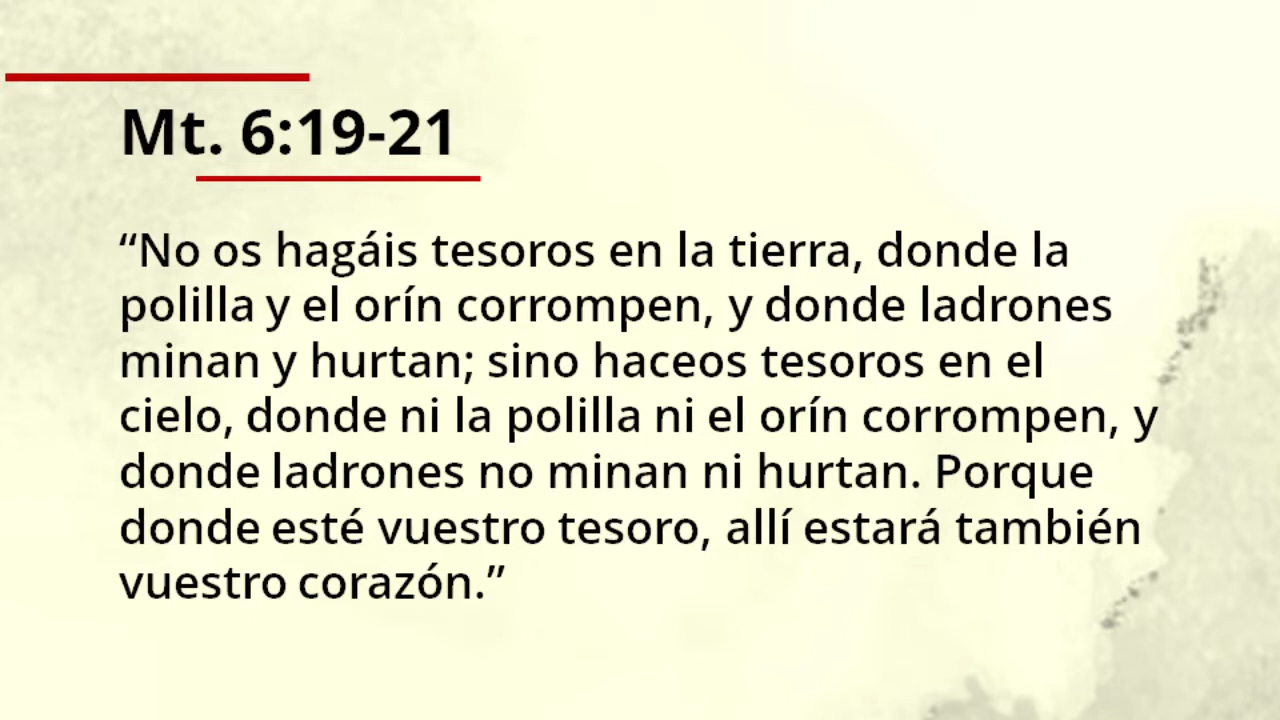 Mt. 6:19-21
“No os hagáis tesoros en la tierra, donde la
polilla y el orín corrompen, y donde ladrones
minan y hurtan; sino haceos tesoros en el
cielo, donde ni la polilla ni el orín corrompen, y
donde ladrones no minan ni hurtan. Porque
donde esté vuestro tesoro, allí estará también
vuestro corazón.”